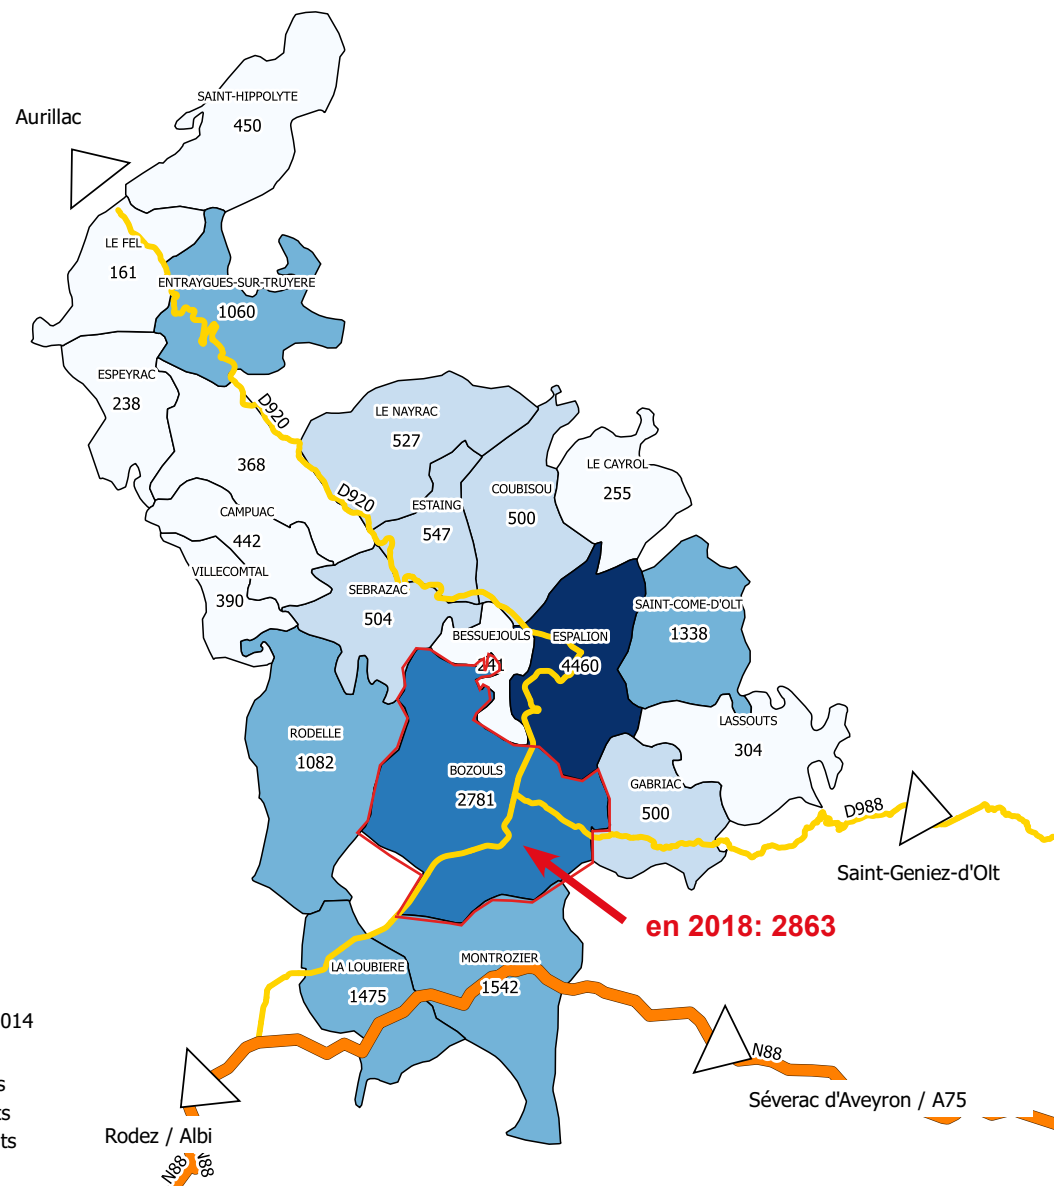 SAINT-HIPPOLYTE
450
Aurillac
LE FEL
161
ENTRAYGUES-SUR-TRUYERE
1060
ESPEYRAC
238
D920
LE NAYRAC
527
368
LE CAYROL
255
COUBISOU
500
D920
ESTAING
547
CAMPUAC
442
VILLECOMTAL
390
SEBRAZAC
504
SAINT-COME-D'OLT
1338
BESSUEJOULS
241
ESPALION
4460
LASSOUTS
304
RODELLE
1082
BOZOULS
2781
GABRIAC
500
D988
Saint-Geniez-d'Olt
en 2018: 2863
MONTROZIER
1542
LA LOUBIERE
1475
014
N88
s
Séverac d'Aveyron / A75
ts
Rodez / Albi
ts
N88
N88